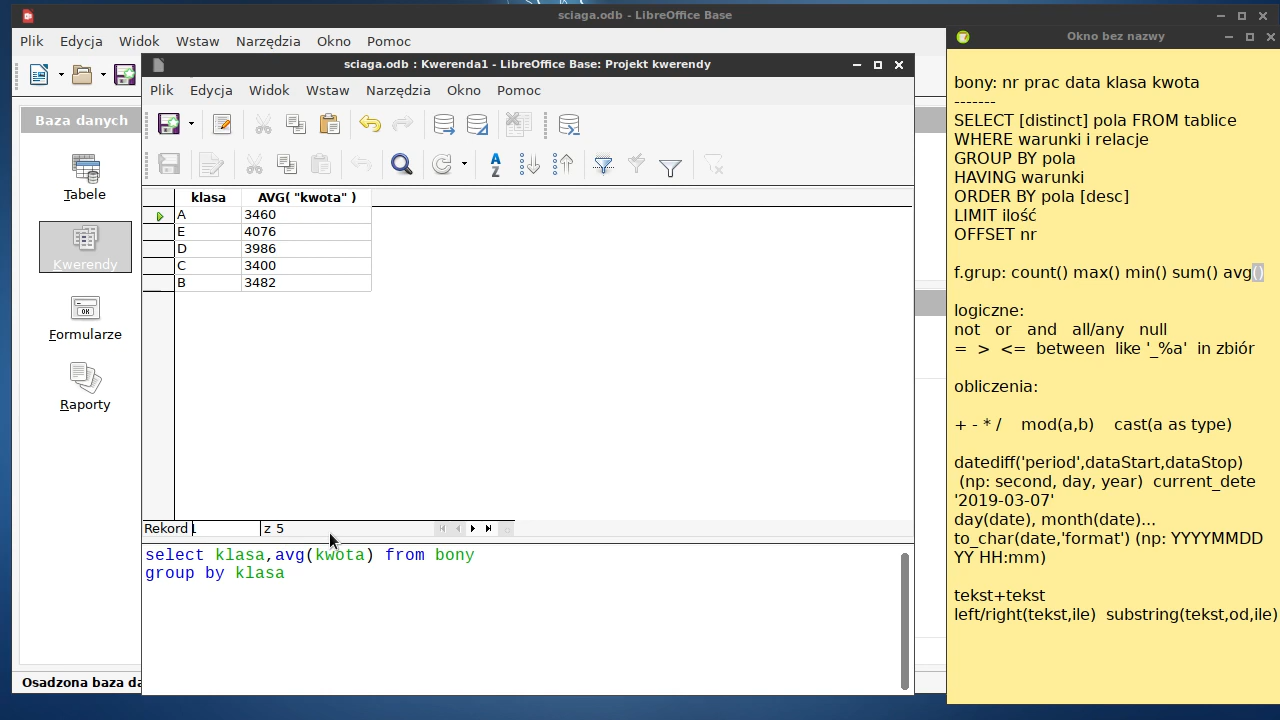 sciaga.odb - LibreOffice Base
Plik Edycja Widok Wstaw Narzędzia Okno Pomoc
Okno bez nazwy
sciaga.odb : Kwerenda1 - LibreOffice Base: Projekt kwerendy
Plik Edycja Widok Wstaw Narzędzia Okno Pomoc
Baza danych
Tabele
Kwerendy
Formularze
Raporty
Osadzona baza da
klasa AVG( "kwota" )
A 3460
E 4076
D 3986
C 3400
B 3482
Rekord 1 z 5
select klasa,avg(kwota) from bony
group by klasa
bony: nr prac data klasa kwota
-------
SELECT [distinct] pola FROM tablice
WHERE warunki i relacje
GROUP BY pola
HAVING warunki
ORDER BY pola [desc]
LIMIT ilość
OFFSET nr
f.grup: count() max() min() sum() avg()
logiczne:
not or and all/any null
= > <= between like '_%a' in zbiór
obliczenia:
+ - * / mod(a,b) cast(a as type)
datediff('period',dataStart,dataStop)
(np: second, day, year) current_dete
'2019-03-07'
day(date), month(date)...
to_char(date,'format') (np: YYYYMMDD
YY HH:mm)
tekst+tekst
left/right(tekst,ile) substring(tekst,od,ile)